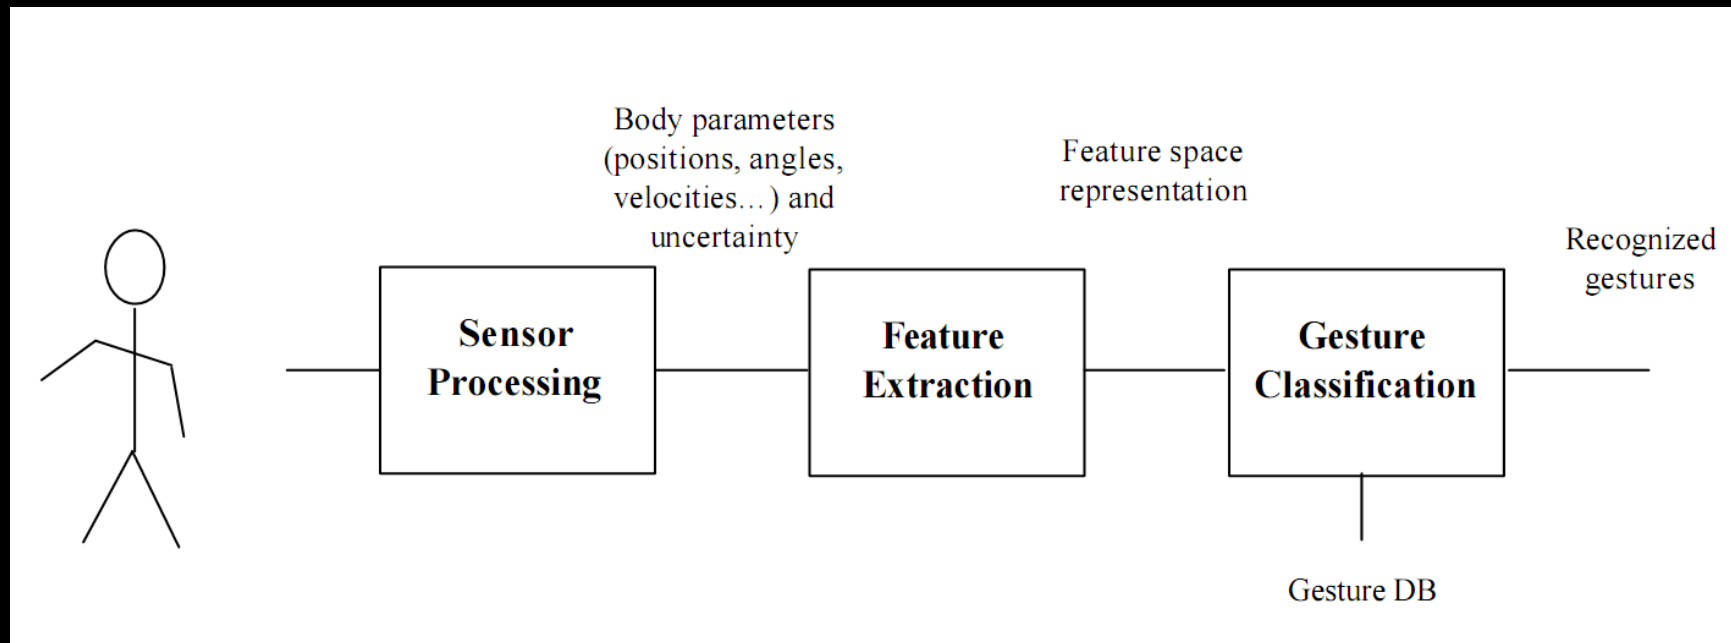 Body parameters
(positions, angles,
velocities...) and
uncertainty
Feature space
representation
Recognized
gestures
Sensor
Processing
Feature
Extraction
Gesture
Classification
Gesture DB